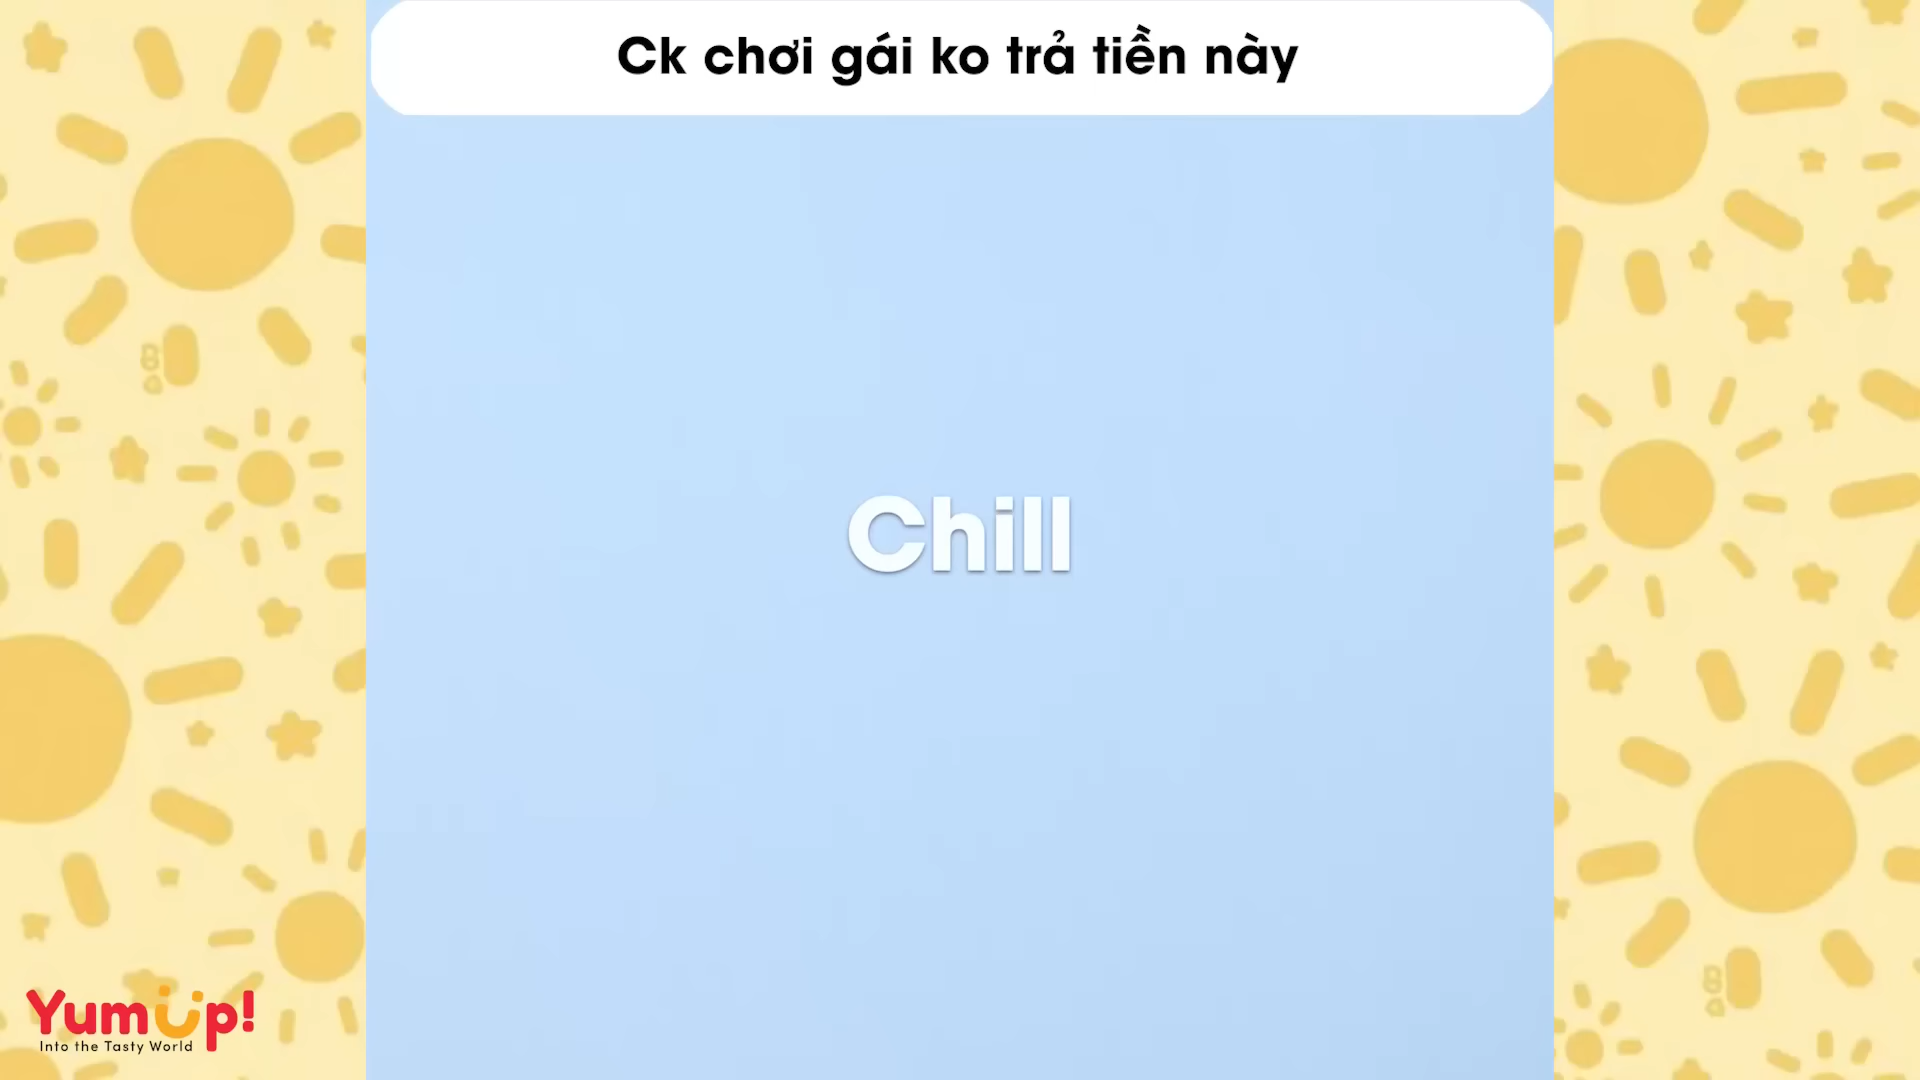 Ck chơi gái ko trả tiền này
Chill
YumUp!
Into the Tasty World